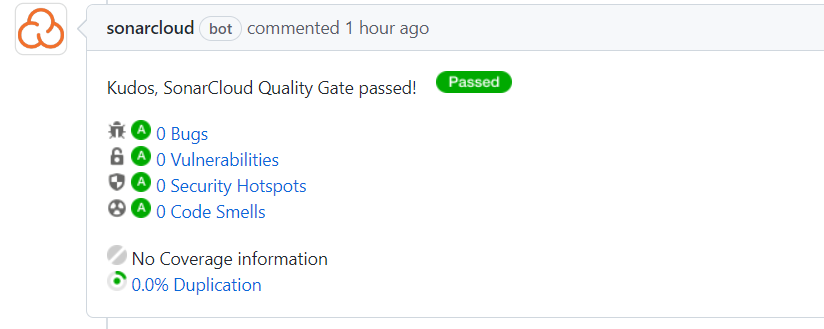 sonarcloud bot commented 1 hour ago
Kudos, SonarCloud Quality Gate passed! Passed
A 0 Bugs
A 0 Vulnerabilities
A 0 Security Hotspots
A 0 Code Smells
No Coverage information
0.0% Duplication